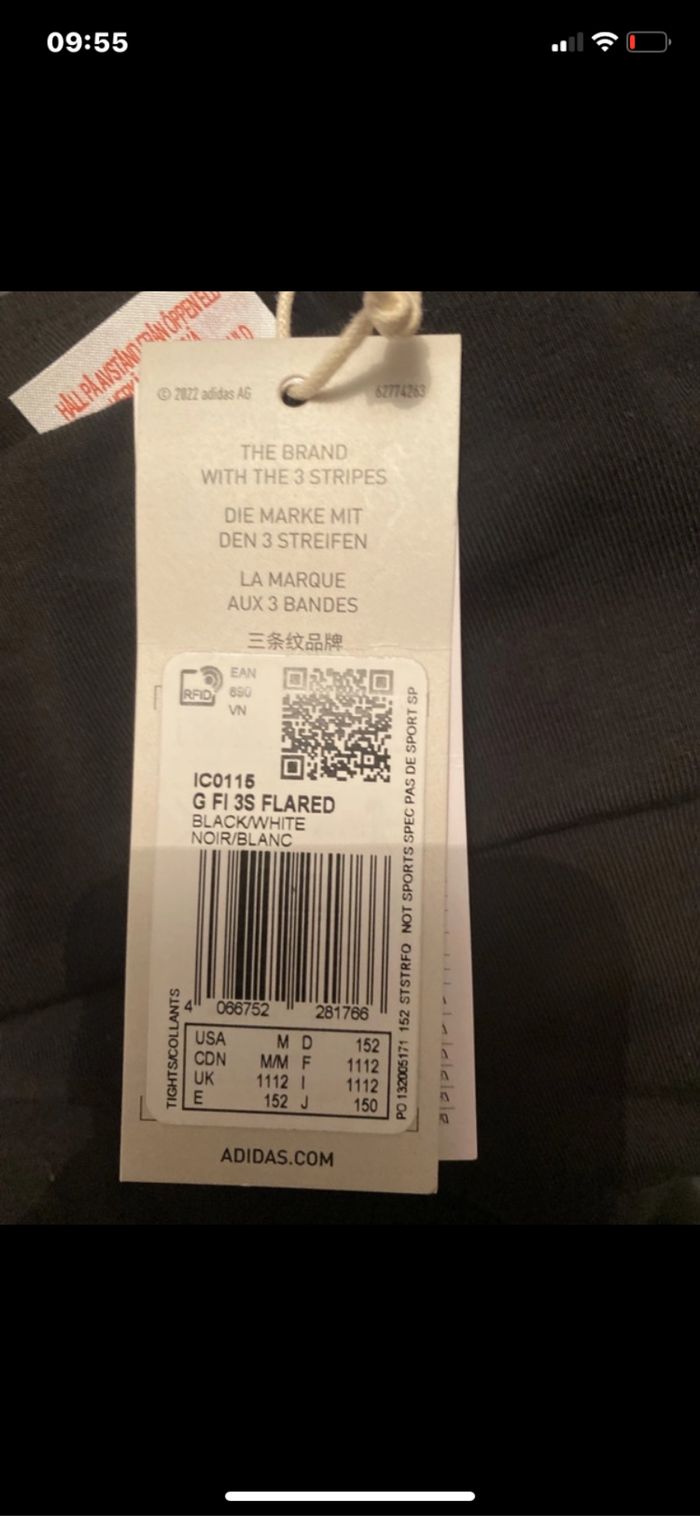 09:55
HÅLL PÅ AVSTÅND FRÅN ÖPPEN
© 2022 adidas AG
62774263
THE BRAND
WITH THE 3 STRIPES
DIE MARKE MIT
DEN 3 STREIFEN
LA MARQUE
AUX 3 BANDES
三条纹品牌
RFID
EAN
690
VN
IC0115
G FI 3S FLARED
BLACK/WHITE
NOIR/BLANC
4 066752 281766
TIGHTS/COLLANTS
USA M D 152
CDN M/M F 1112
UK 1112 I 1112
E 152 J 150
PO 132005171 152 STSTRFO NOT SPORTS SPEC PAS DE SPORT SP
ADIDAS.COM